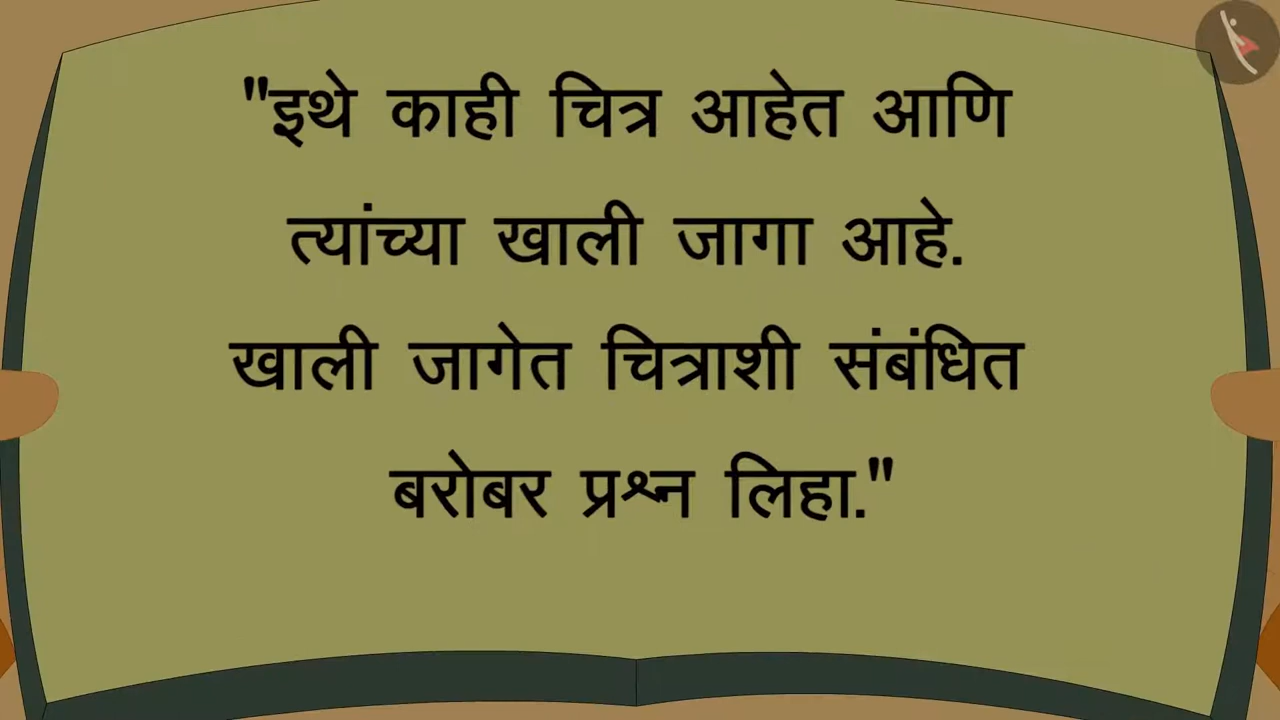 "इथे काही चित्र आहेत आणि
त्यांच्या खाली जागा आहे.
खाली जागेत चित्राशी संबंधित
बरोबर प्रश्न लिहा."